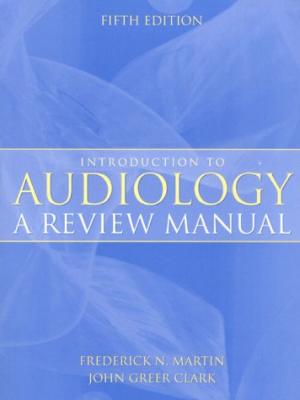 FIFTH EDITION
INTRODUCTION TO
AUDIOLOGY
A REVIEW MANUAL
FREDERICK N. MARTIN
JOHN GREER CLARK